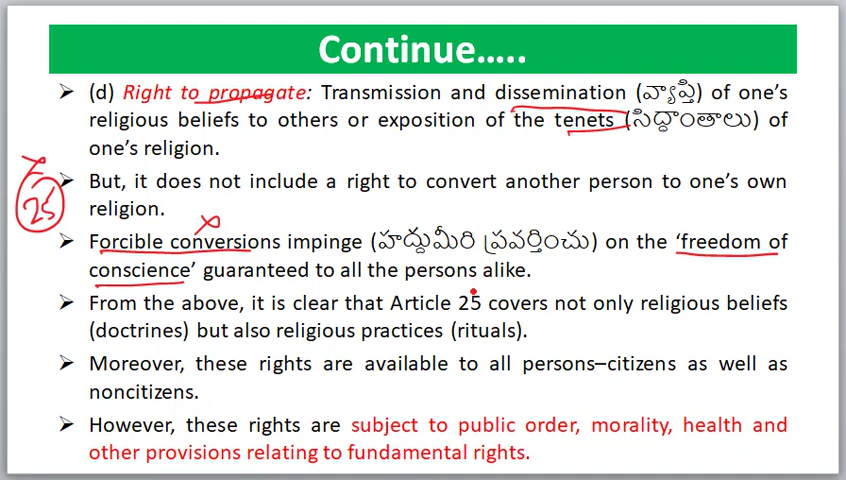 Continue.....
➢ (d) Right to propagate: Transmission and dissemination (వ్యాప్తి) of one's
religious beliefs to others or exposition of the tenets (సిద్ధాంతాలు) of
one's religion.
➢ But, it does not include a right to convert another person to one's own
religion.
25
➢ Forcible conversions impinge (హద్దుమీరి ప్రవర్తించు) on the 'freedom of
conscience' guaranteed to all the persons alike.
➢ From the above, it is clear that Article 25 covers not only religious beliefs
(doctrines) but also religious practices (rituals).
➢ Moreover, these rights are available to all persons–citizens as well as
noncitizens.
➢ However, these rights are subject to public order, morality, health and
other provisions relating to fundamental rights.